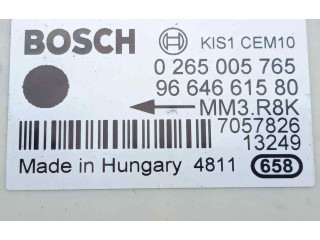 BOSCH KIS1 CEM10
0 265 005 765
96 646 615 80
MM3.R8K
7057826
13249
Made in Hungary 4811 658